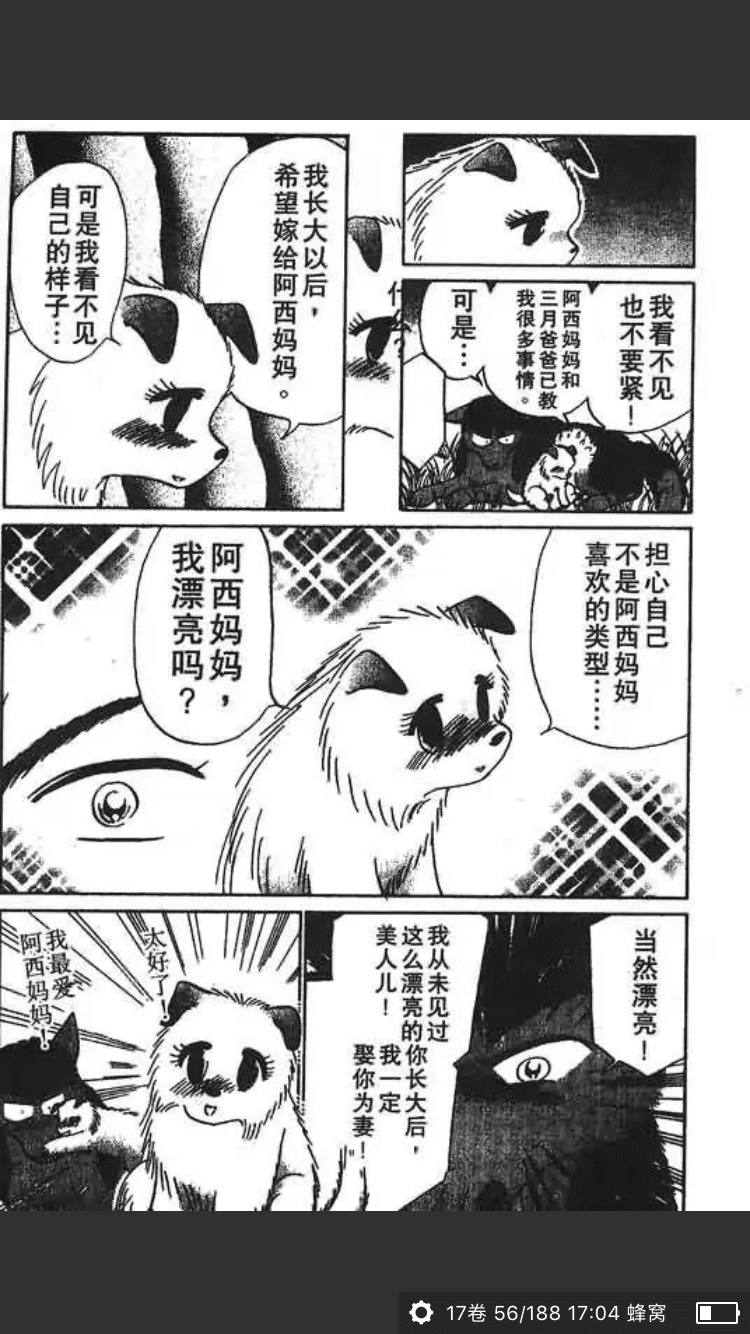 我看不见
也不要紧！
阿西妈妈和
三月爸爸已教
我很多事情。
可是…
我长大以后，
希望嫁给阿西妈妈。
可是我看不见
自己的样子…
担心自己
不是阿西妈妈
喜欢的类型……
阿西妈妈，
我漂亮吗？
当然漂亮！
我从未见过
这么漂亮的
美人儿！
你长大后，
我一定
娶你为妻！
太好了！
我最爱
阿西妈妈！
17卷 56/188 17:04 蜂窝